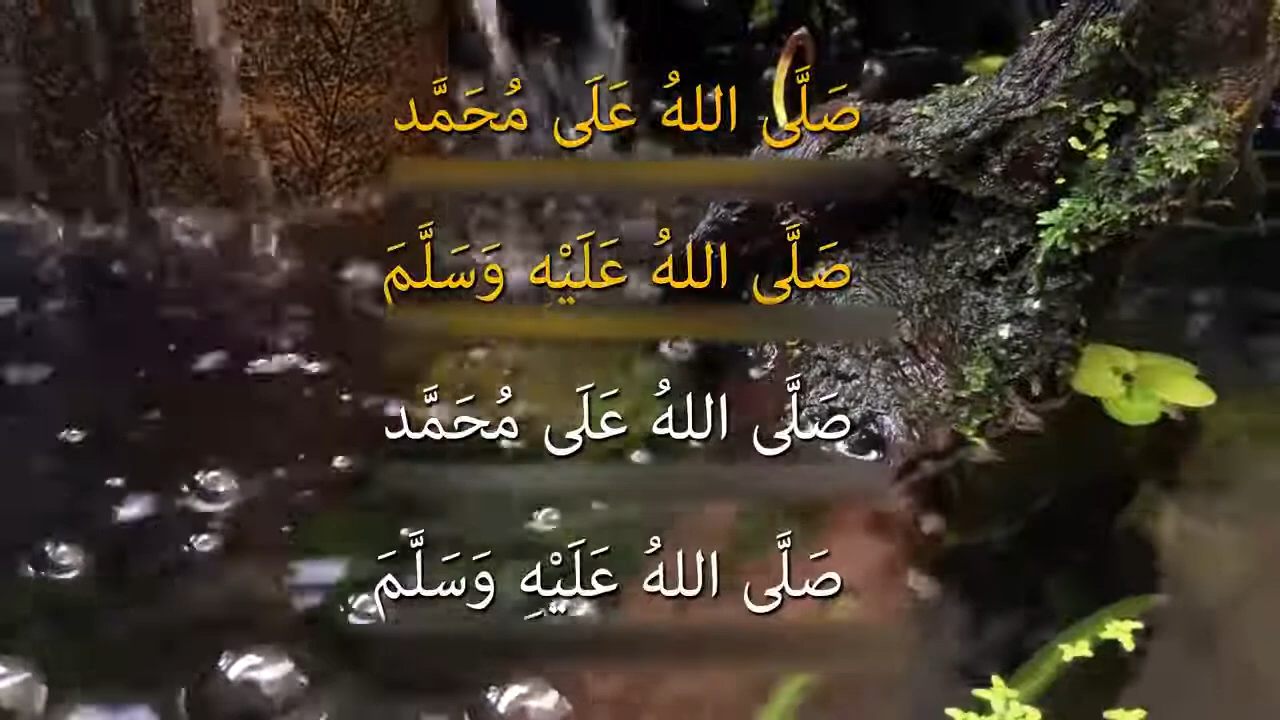 صَلَّى اللهُ عَلَى مُحَمَّد
صَلَّى اللهُ عَلَيْهِ وَسَلَّمَ
صَلَّى اللهُ عَلَى مُحَمَّد
صَلَّى اللهُ عَلَيْهِ وَسَلَّمَ